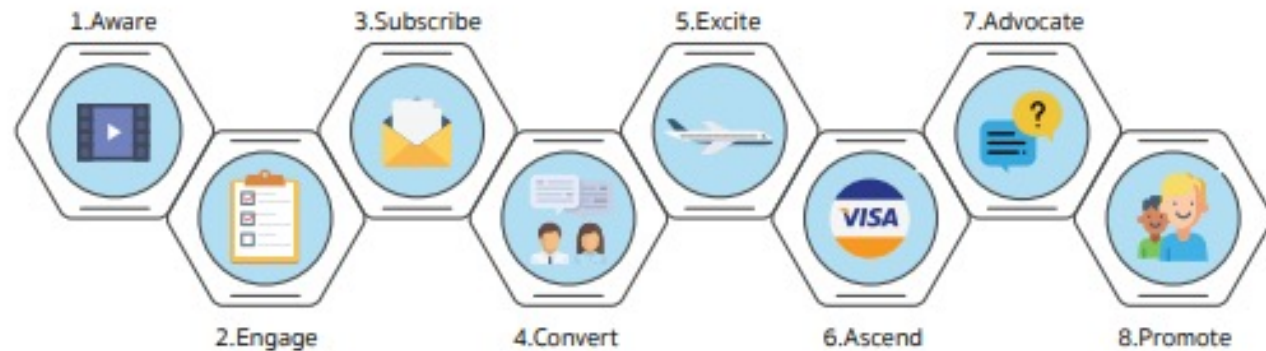 1.Aware
3.Subscribe
5.Excite
7.Advocate
?
VISA
2.Engage
4.Convert
6.Ascend
8.Promote